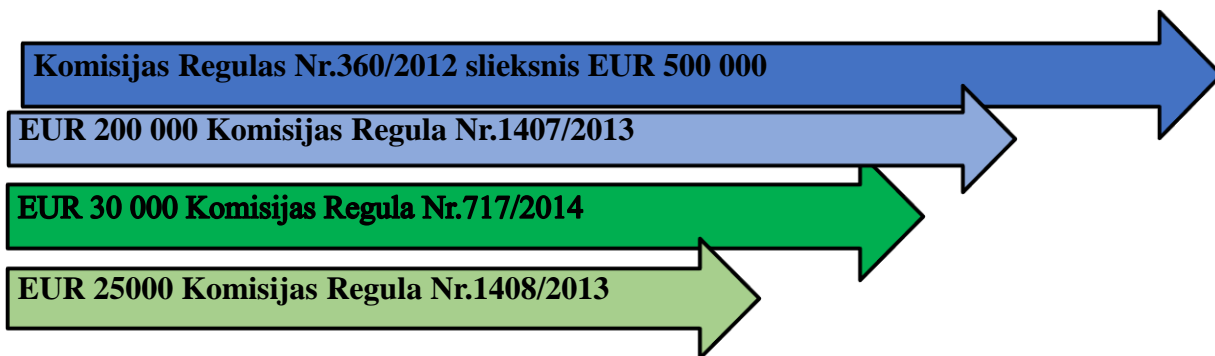 Komisijas Regulas Nr.360/2012 slieksnis EUR 500 000
EUR 200 000 Komisijas Regula Nr.1407/2013
EUR 30 000 Komisijas Regula Nr.717/2014
EUR 25000 Komisijas Regula Nr.1408/2013